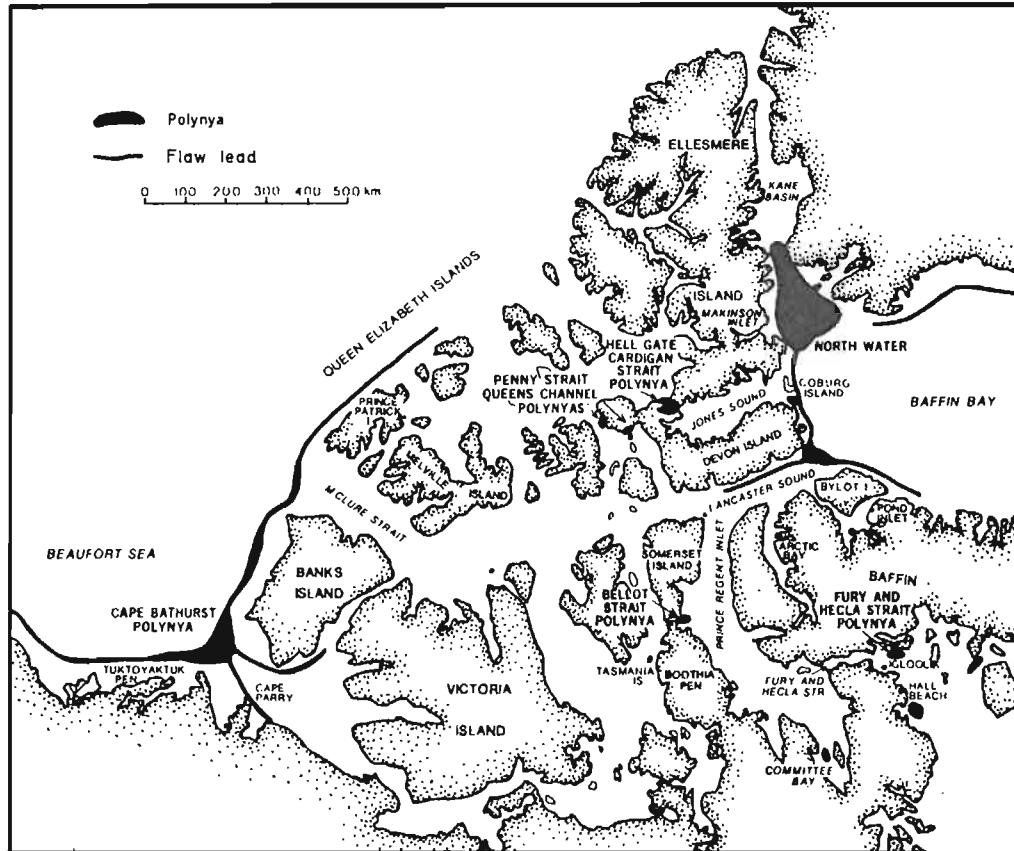 Polynya
Flaw lead
0 100 200 300 400 500 km
ELLESMERE
KANE
BASIN
QUEEN ELIZABETH ISLANDS
ISLAND
MAKINSON
INLET
HELL GATE
CARDIGAN
STRAIT
POLYNYA
NORTH WATER
PENNY STRAIT
QUEENS CHANNEL
POLYNYAS
COBURG
ISLAND
BAFFIN BAY
PRINCE
PATRICK
JONES SOUND
DEVON ISLAND
MELVILLE
ISLAND
M'CLURE STRAIT
LANCASTER SOUND
BYLOT I
POND
INLET
BEAUFORT SEA
BANKS
ISLAND
SOMERSET
ISLAND
PRINCE REGENT INLET
ARCTIC
BAY
BAFFIN
CAPE BATHURST
POLYNYA
BELLOT
STRAIT
POLYNYA
FURY AND
HECLA STRAIT
POLYNYA
TUKTOYAKTUK
PEN
CAPE
PARRY
VICTORIA
ISLAND
TASMANIA
IS
BOOTHIA
PEN
FURY AND
HECLA STR
IGLOOLIK
HALL
BEACH
COMMITTEE
BAY